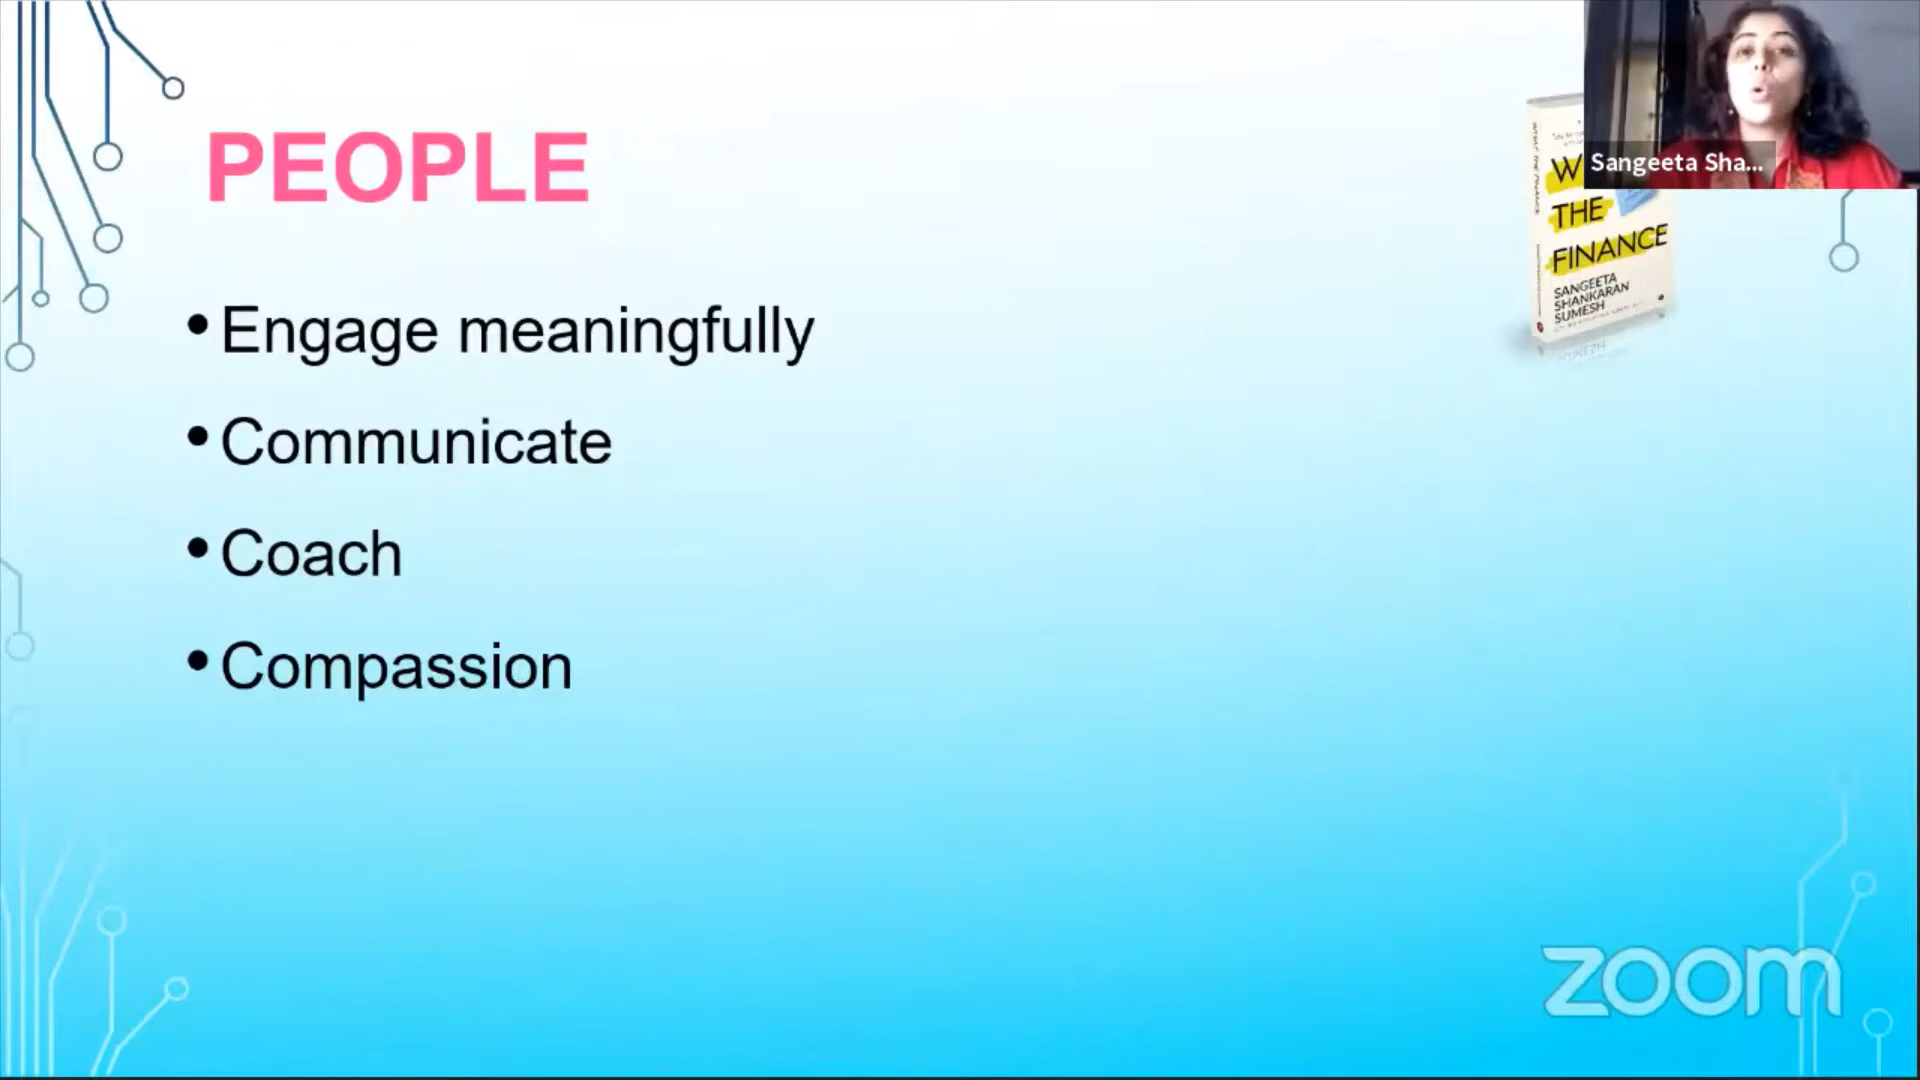 PEOPLE
• Engage meaningfully
• Communicate
• Coach
• Compassion
Sangeeta Sha...
W
THE
FINANCE
SANGEETA
SHANKARAN
SUMESH
zoom